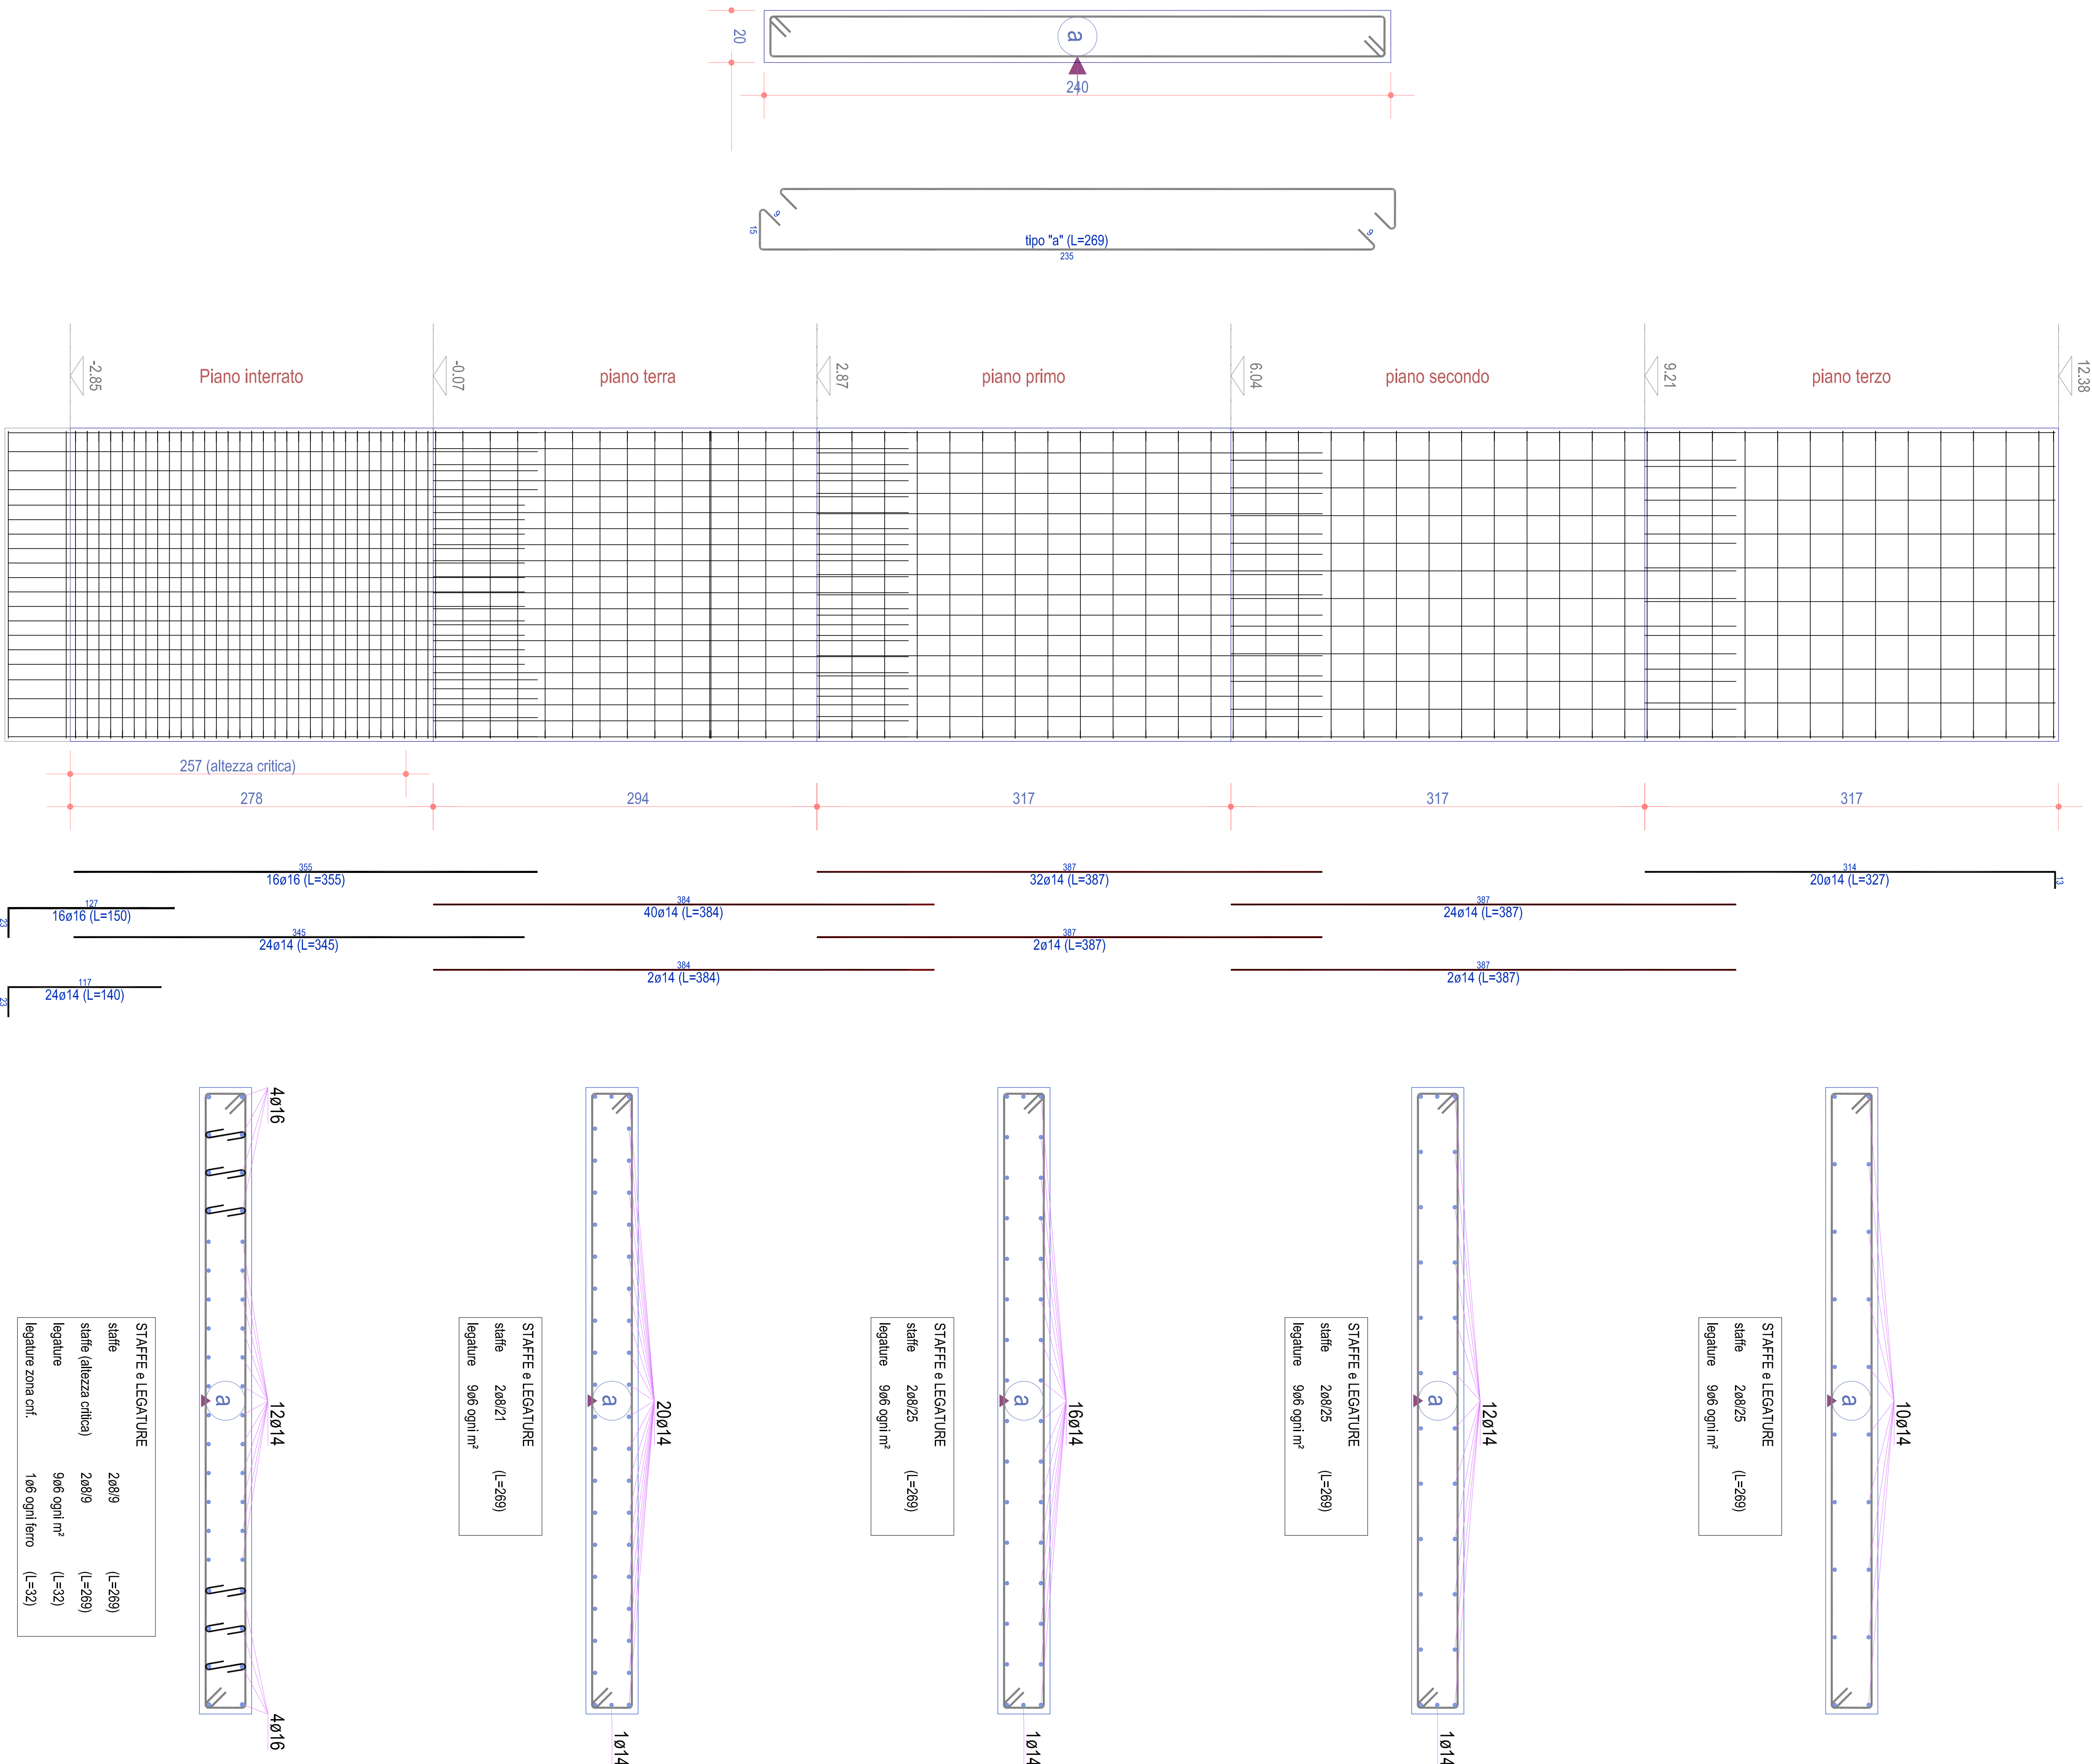 a
20
240
9
15
tipo "a" (L=269)
235
9
-2.85
Piano interrato
-0.07
piano terra
2.87
piano primo
6.04
piano secondo
9.21
piano terzo
12.38
257 (altezza critica)
278
294
317
317
317
355
16ø16 (L=355)
387
32ø14 (L=387)
314
20ø14 (L=327)
13
127
16ø16 (L=150)
23
384
40ø14 (L=384)
387
24ø14 (L=387)
345
24ø14 (L=345)
387
2ø14 (L=387)
384
2ø14 (L=384)
387
2ø14 (L=387)
117
24ø14 (L=140)
23
4ø16
12ø14
4ø16
a
STAFFE e LEGATURE
staffe 2ø8/9 (L=269)
staffe (altezza critica) 2ø8/9 (L=269)
legature 9ø6 ogni m² (L=32)
legature zona cnf. 1ø6 ogni ferro (L=32)
20ø14
1ø14
a
STAFFE e LEGATURE
staffe 2ø8/21 (L=269)
legature 9ø6 ogni m²
16ø14
1ø14
a
STAFFE e LEGATURE
staffe 2ø8/25 (L=269)
legature 9ø6 ogni m²
12ø14
1ø14
a
STAFFE e LEGATURE
staffe 2ø8/25 (L=269)
legature 9ø6 ogni m²
10ø14
a
STAFFE e LEGATURE
staffe 2ø8/25 (L=269)
legature 9ø6 ogni m²